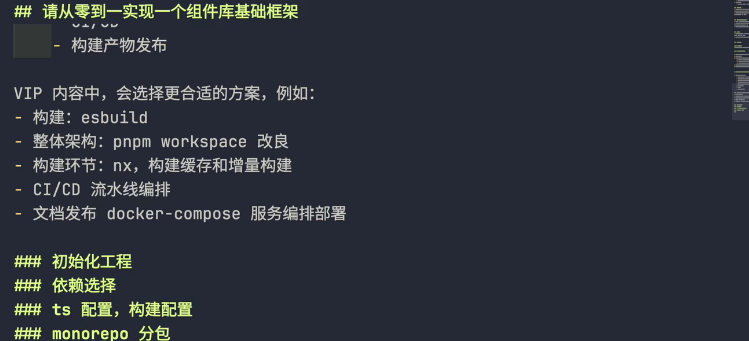 ## 请从零到一实现一个组件库基础框架
- 构建产物发布
VIP 内容中，会选择更合适的方案，例如：
- 构建：esbuild
- 整体架构：pnpm workspace 改良
- 构建环节：nx，构建缓存和增量构建
- CI/CD 流水线编排
- 文档发布 docker-compose 服务编排部署
### 初始化工程
### 依赖选择
### ts 配置，构建配置
### monorepo 分包